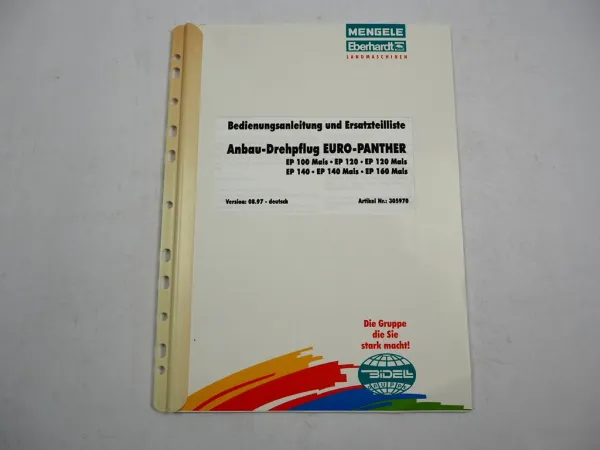 MENGELE
Eberhardt
LANDMASCHINEN
Bedienungsanleitung und Ersatzteilliste
Anbau-Drehpflug EURO-PANTHER
EP 100 Mais • EP 120 • EP 120 Mais
EP 140 • EP 140 Mais • EP 160 Mais
Version: 08.97 - deutsch Artikel Nr.: 305970
Die Gruppe
die Sie
stark macht!
BIDELL
GRUPPE